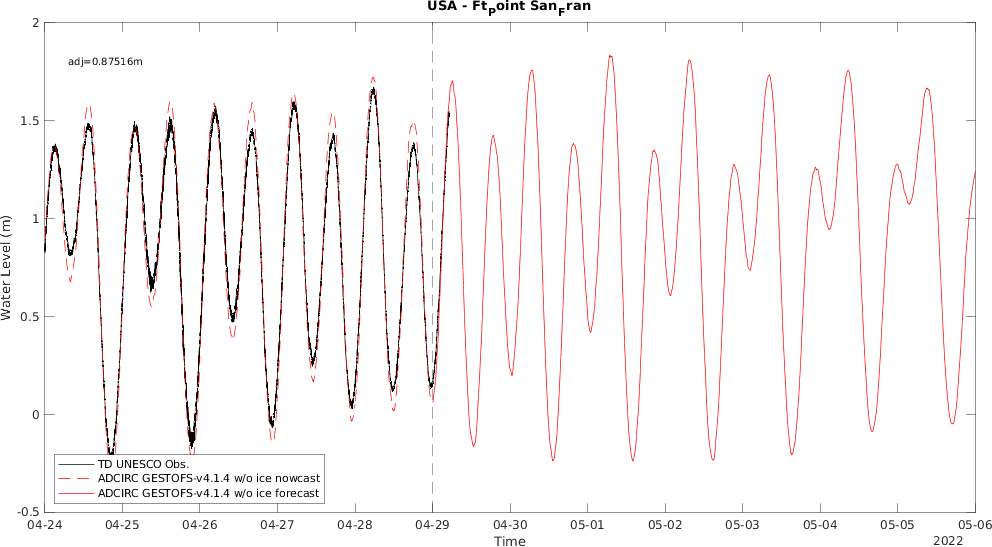 USA - FtPoint SanFran
adj=0.87516m
2
1.5
1
0.5
0
-0.5
Water Level (m)
TD UNESCO Obs.
ADCIRC GESTOFS-v4.1.4 w/o ice nowcast
ADCIRC GESTOFS-v4.1.4 w/o ice forecast
04-24 04-25 04-26 04-27 04-28 04-29 04-30 05-01 05-02 05-03 05-04 05-05 05-06
Time
2022